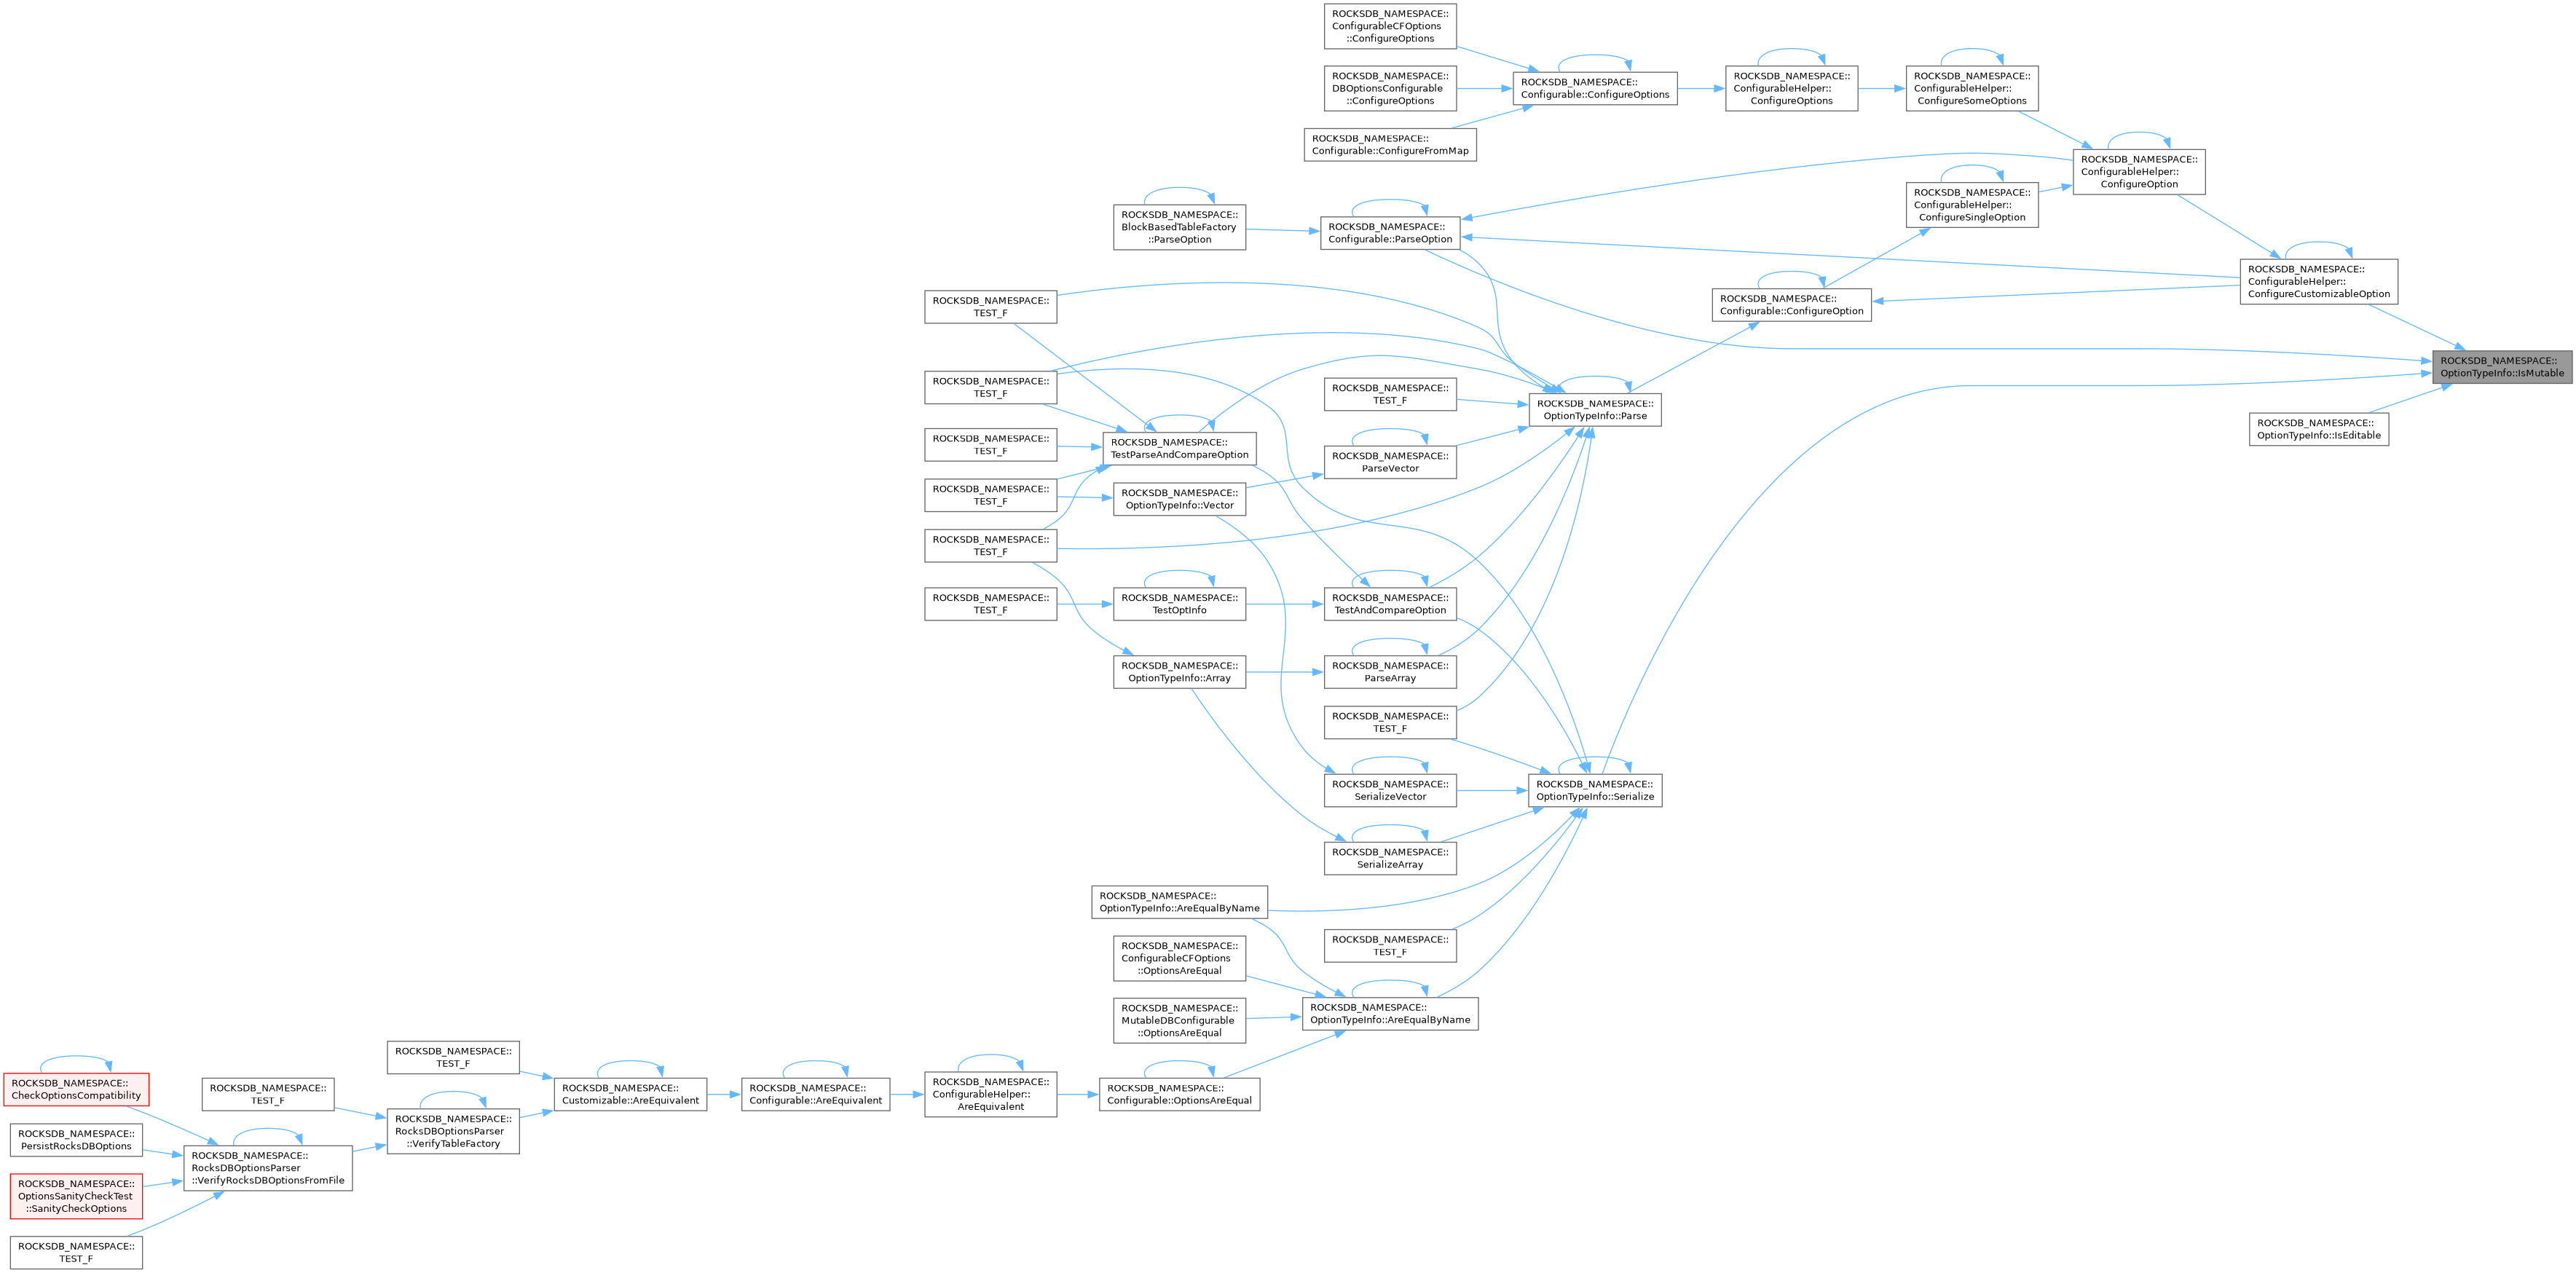 ROCKSDB_NAMESPACE::
ConfigurableCFOptions
::ConfigureOptions
ROCKSDB_NAMESPACE::
DBOptionsConfigurable
::ConfigureOptions
ROCKSDB_NAMESPACE::
Configurable::ConfigureFromMap
ROCKSDB_NAMESPACE::
Configurable::ConfigureOptions
ROCKSDB_NAMESPACE::
ConfigurableHelper::
ConfigureOptions
ROCKSDB_NAMESPACE::
ConfigurableHelper::
ConfigureSomeOptions
ROCKSDB_NAMESPACE::
ConfigurableHelper::
ConfigureOption
ROCKSDB_NAMESPACE::
ConfigurableHelper::
ConfigureSingleOption
ROCKSDB_NAMESPACE::
BlockBasedTableFactory
::ParseOption
ROCKSDB_NAMESPACE::
Configurable::ParseOption
ROCKSDB_NAMESPACE::
ConfigurableHelper::
ConfigureCustomizableOption
ROCKSDB_NAMESPACE::
Configurable::ConfigureOption
ROCKSDB_NAMESPACE::
TEST_F
ROCKSDB_NAMESPACE::
OptionTypeInfo::IsMutable
ROCKSDB_NAMESPACE::
TEST_F
ROCKSDB_NAMESPACE::
TEST_F
ROCKSDB_NAMESPACE::
OptionTypeInfo::Parse
ROCKSDB_NAMESPACE::
OptionTypeInfo::IsEditable
ROCKSDB_NAMESPACE::
TEST_F
ROCKSDB_NAMESPACE::
TestParseAndCompareOption
ROCKSDB_NAMESPACE::
ParseVector
ROCKSDB_NAMESPACE::
TEST_F
ROCKSDB_NAMESPACE::
OptionTypeInfo::Vector
ROCKSDB_NAMESPACE::
TEST_F
ROCKSDB_NAMESPACE::
TEST_F
ROCKSDB_NAMESPACE::
TestOptInfo
ROCKSDB_NAMESPACE::
TestAndCompareOption
ROCKSDB_NAMESPACE::
OptionTypeInfo::Array
ROCKSDB_NAMESPACE::
ParseArray
ROCKSDB_NAMESPACE::
TEST_F
ROCKSDB_NAMESPACE::
SerializeVector
ROCKSDB_NAMESPACE::
OptionTypeInfo::Serialize
ROCKSDB_NAMESPACE::
SerializeArray
ROCKSDB_NAMESPACE::
OptionTypeInfo::AreEqualByName
ROCKSDB_NAMESPACE::
TEST_F
ROCKSDB_NAMESPACE::
ConfigurableCFOptions
::OptionsAreEqual
ROCKSDB_NAMESPACE::
MutableDBConfigurable
::OptionsAreEqual
ROCKSDB_NAMESPACE::
OptionTypeInfo::AreEqualByName
ROCKSDB_NAMESPACE::
TEST_F
ROCKSDB_NAMESPACE::
CheckOptionsCompatibility
ROCKSDB_NAMESPACE::
TEST_F
ROCKSDB_NAMESPACE::
Customizable::AreEquivalent
ROCKSDB_NAMESPACE::
Configurable::AreEquivalent
ROCKSDB_NAMESPACE::
ConfigurableHelper::
AreEquivalent
ROCKSDB_NAMESPACE::
Configurable::OptionsAreEqual
ROCKSDB_NAMESPACE::
RocksDBOptionsParser
::VerifyTableFactory
ROCKSDB_NAMESPACE::
PersistRocksDBOptions
ROCKSDB_NAMESPACE::
RocksDBOptionsParser
::VerifyRocksDBOptionsFromFile
ROCKSDB_NAMESPACE::
OptionsSanityCheckTest
::SanityCheckOptions
ROCKSDB_NAMESPACE::
TEST_F